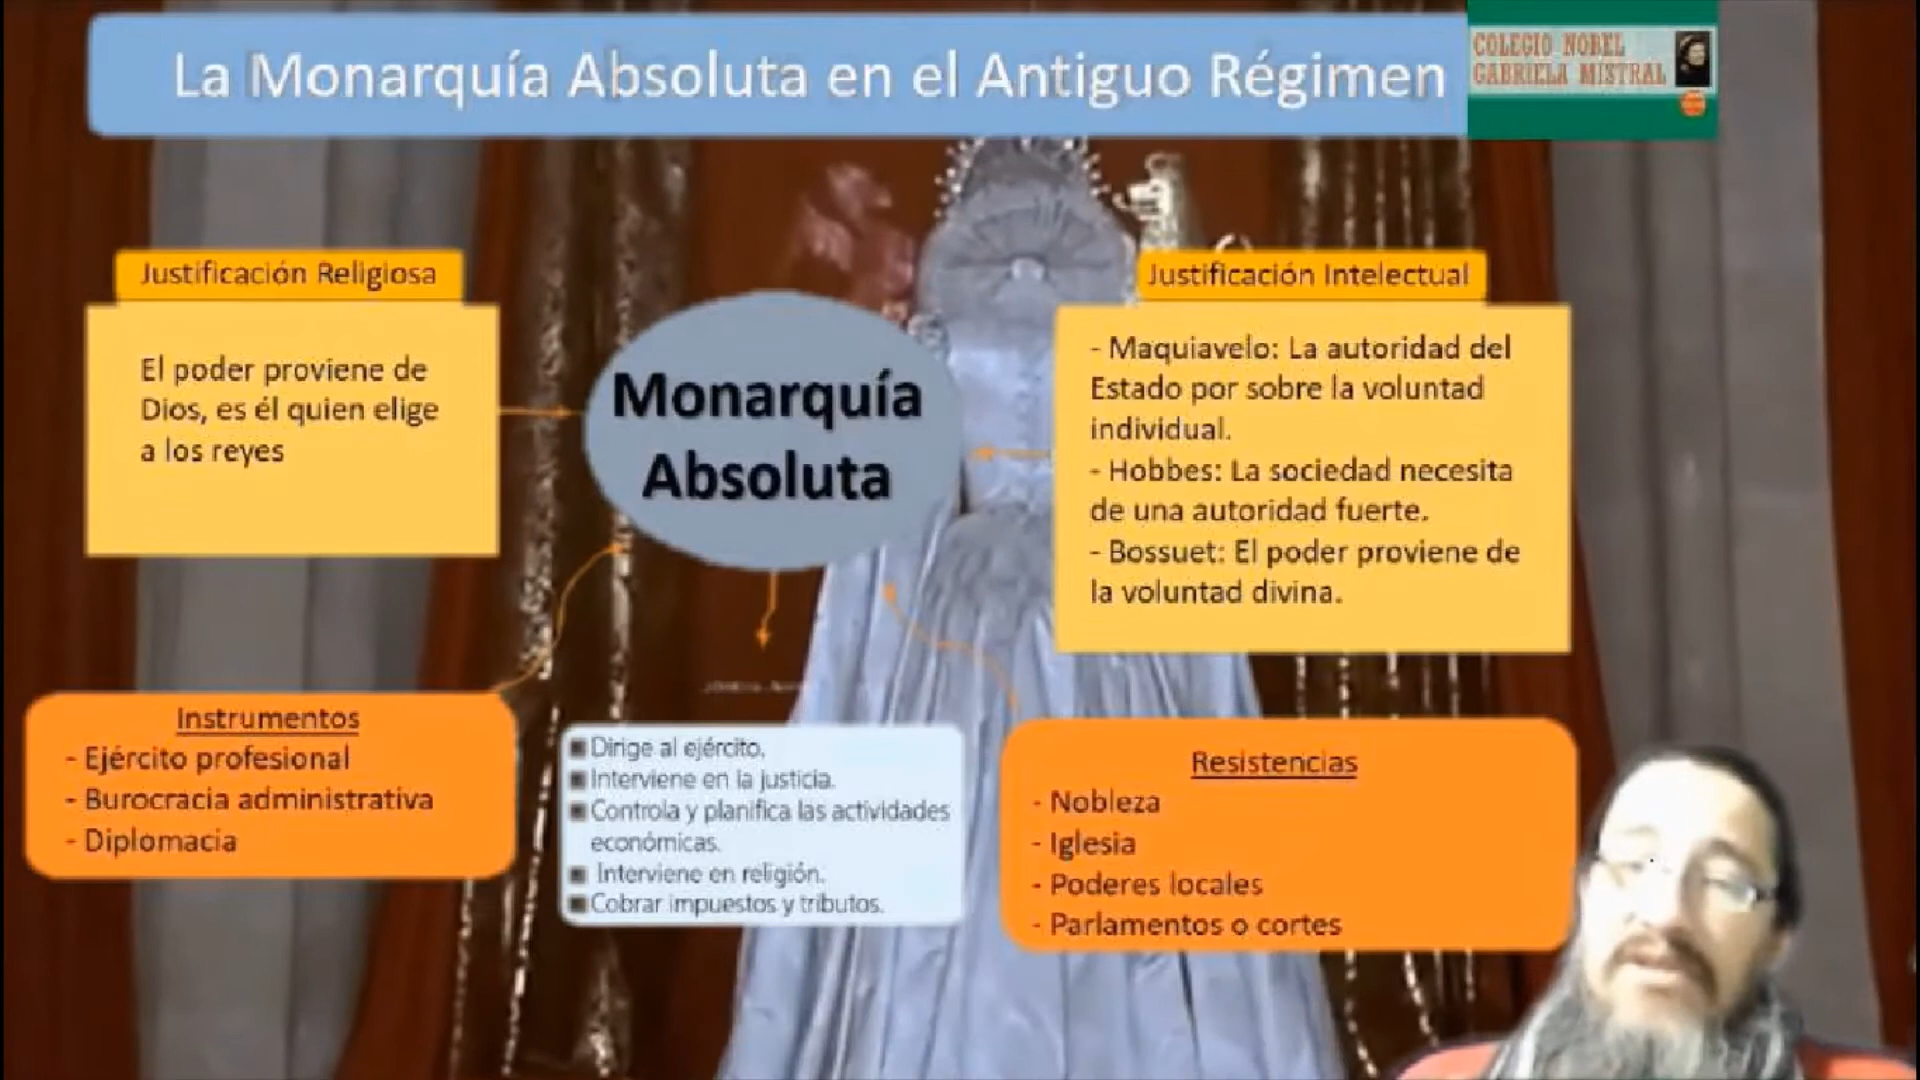 La Monarquía Absoluta en el Antiguo Régimen
COLEGIO NOBEL
GABRIELA MISTRAL
Justificación Religiosa
El poder proviene de
Dios, es él quien elige
a los reyes
Monarquía
Absoluta
Justificación Intelectual
- Maquiavelo: La autoridad del
Estado por sobre la voluntad
individual.
- Hobbes: La sociedad necesita
de una autoridad fuerte.
- Bossuet: El poder proviene de
la voluntad divina.
Instrumentos
- Ejército profesional
- Burocracia administrativa
- Diplomacia
Dirige al ejército.
Interviene en la justicia.
Controla y planifica las actividades
económicas.
Interviene en religión.
Cobrar impuestos y tributos.
Resistencias
- Nobleza
- Iglesia
- Poderes locales
- Parlamentos o cortes